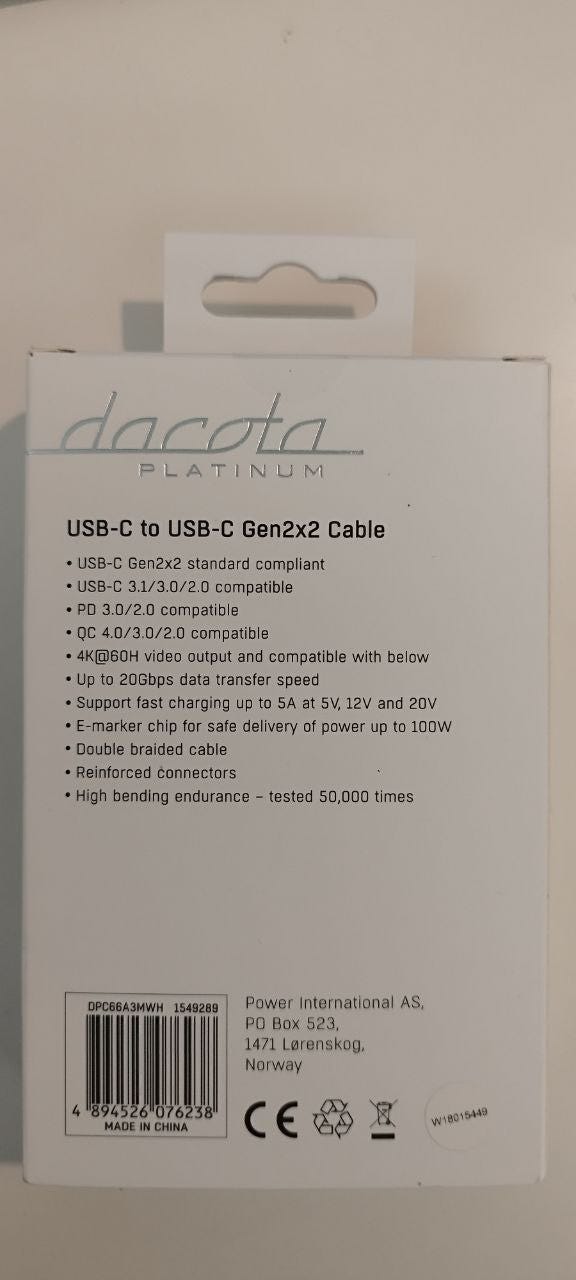 dacota
PLATINUM
USB-C to USB-C Gen2x2 Cable
• USB-C Gen2x2 standard compliant
• USB-C 3.1/3.0/2.0 compatible
• PD 3.0/2.0 compatible
• QC 4.0/3.0/2.0 compatible
• 4K@60H video output and compatible with below
• Up to 20Gbps data transfer speed
• Support fast charging up to 5A at 5V, 12V and 20V
• E-marker chip for safe delivery of power up to 100W
• Double braided cable
• Reinforced connectors
• High bending endurance – tested 50,000 times
DPC66A3MWH 1549289
4 894526 076238
MADE IN CHINA
Power International AS,
PO Box 523,
1471 Lørenskog,
Norway
CE
W18015449